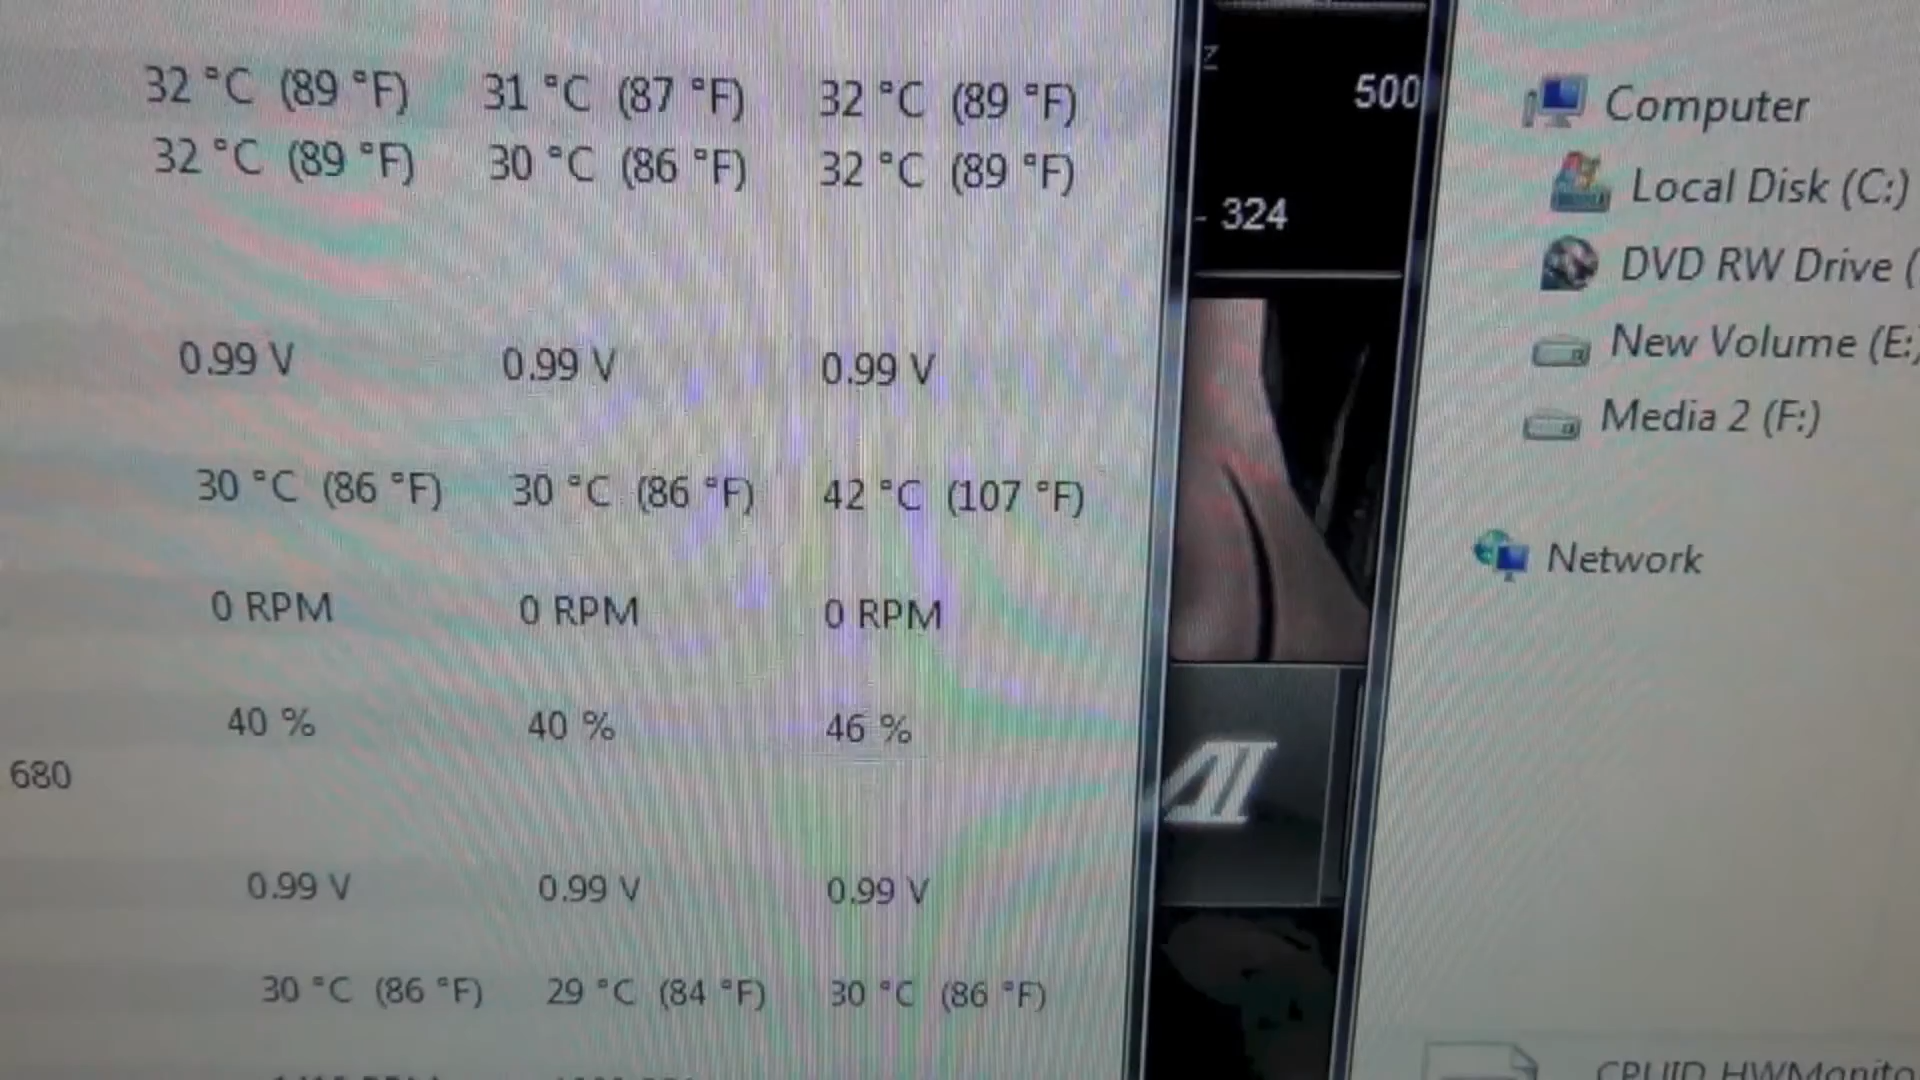 32 °C (89 °F) 31 °C (87 °F) 32 °C (89 °F)
32 °C (89 °F) 30 °C (86 °F) 32 °C (89 °F)
0.99 V 0.99 V 0.99 V
30 °C (86 °F) 30 °C (86 °F) 42 °C (107 °F)
0 RPM 0 RPM 0 RPM
40 % 40 % 46 %
680
0.99 V 0.99 V 0.99 V
30 °C (86 °F) 29 °C (84 °F) 30 °C (86 °F)
z
500
- 324
Computer
Local Disk (C:)
DVD RW Drive (
New Volume (E:)
Media 2 (F:)
Network
CPUID HWMonito